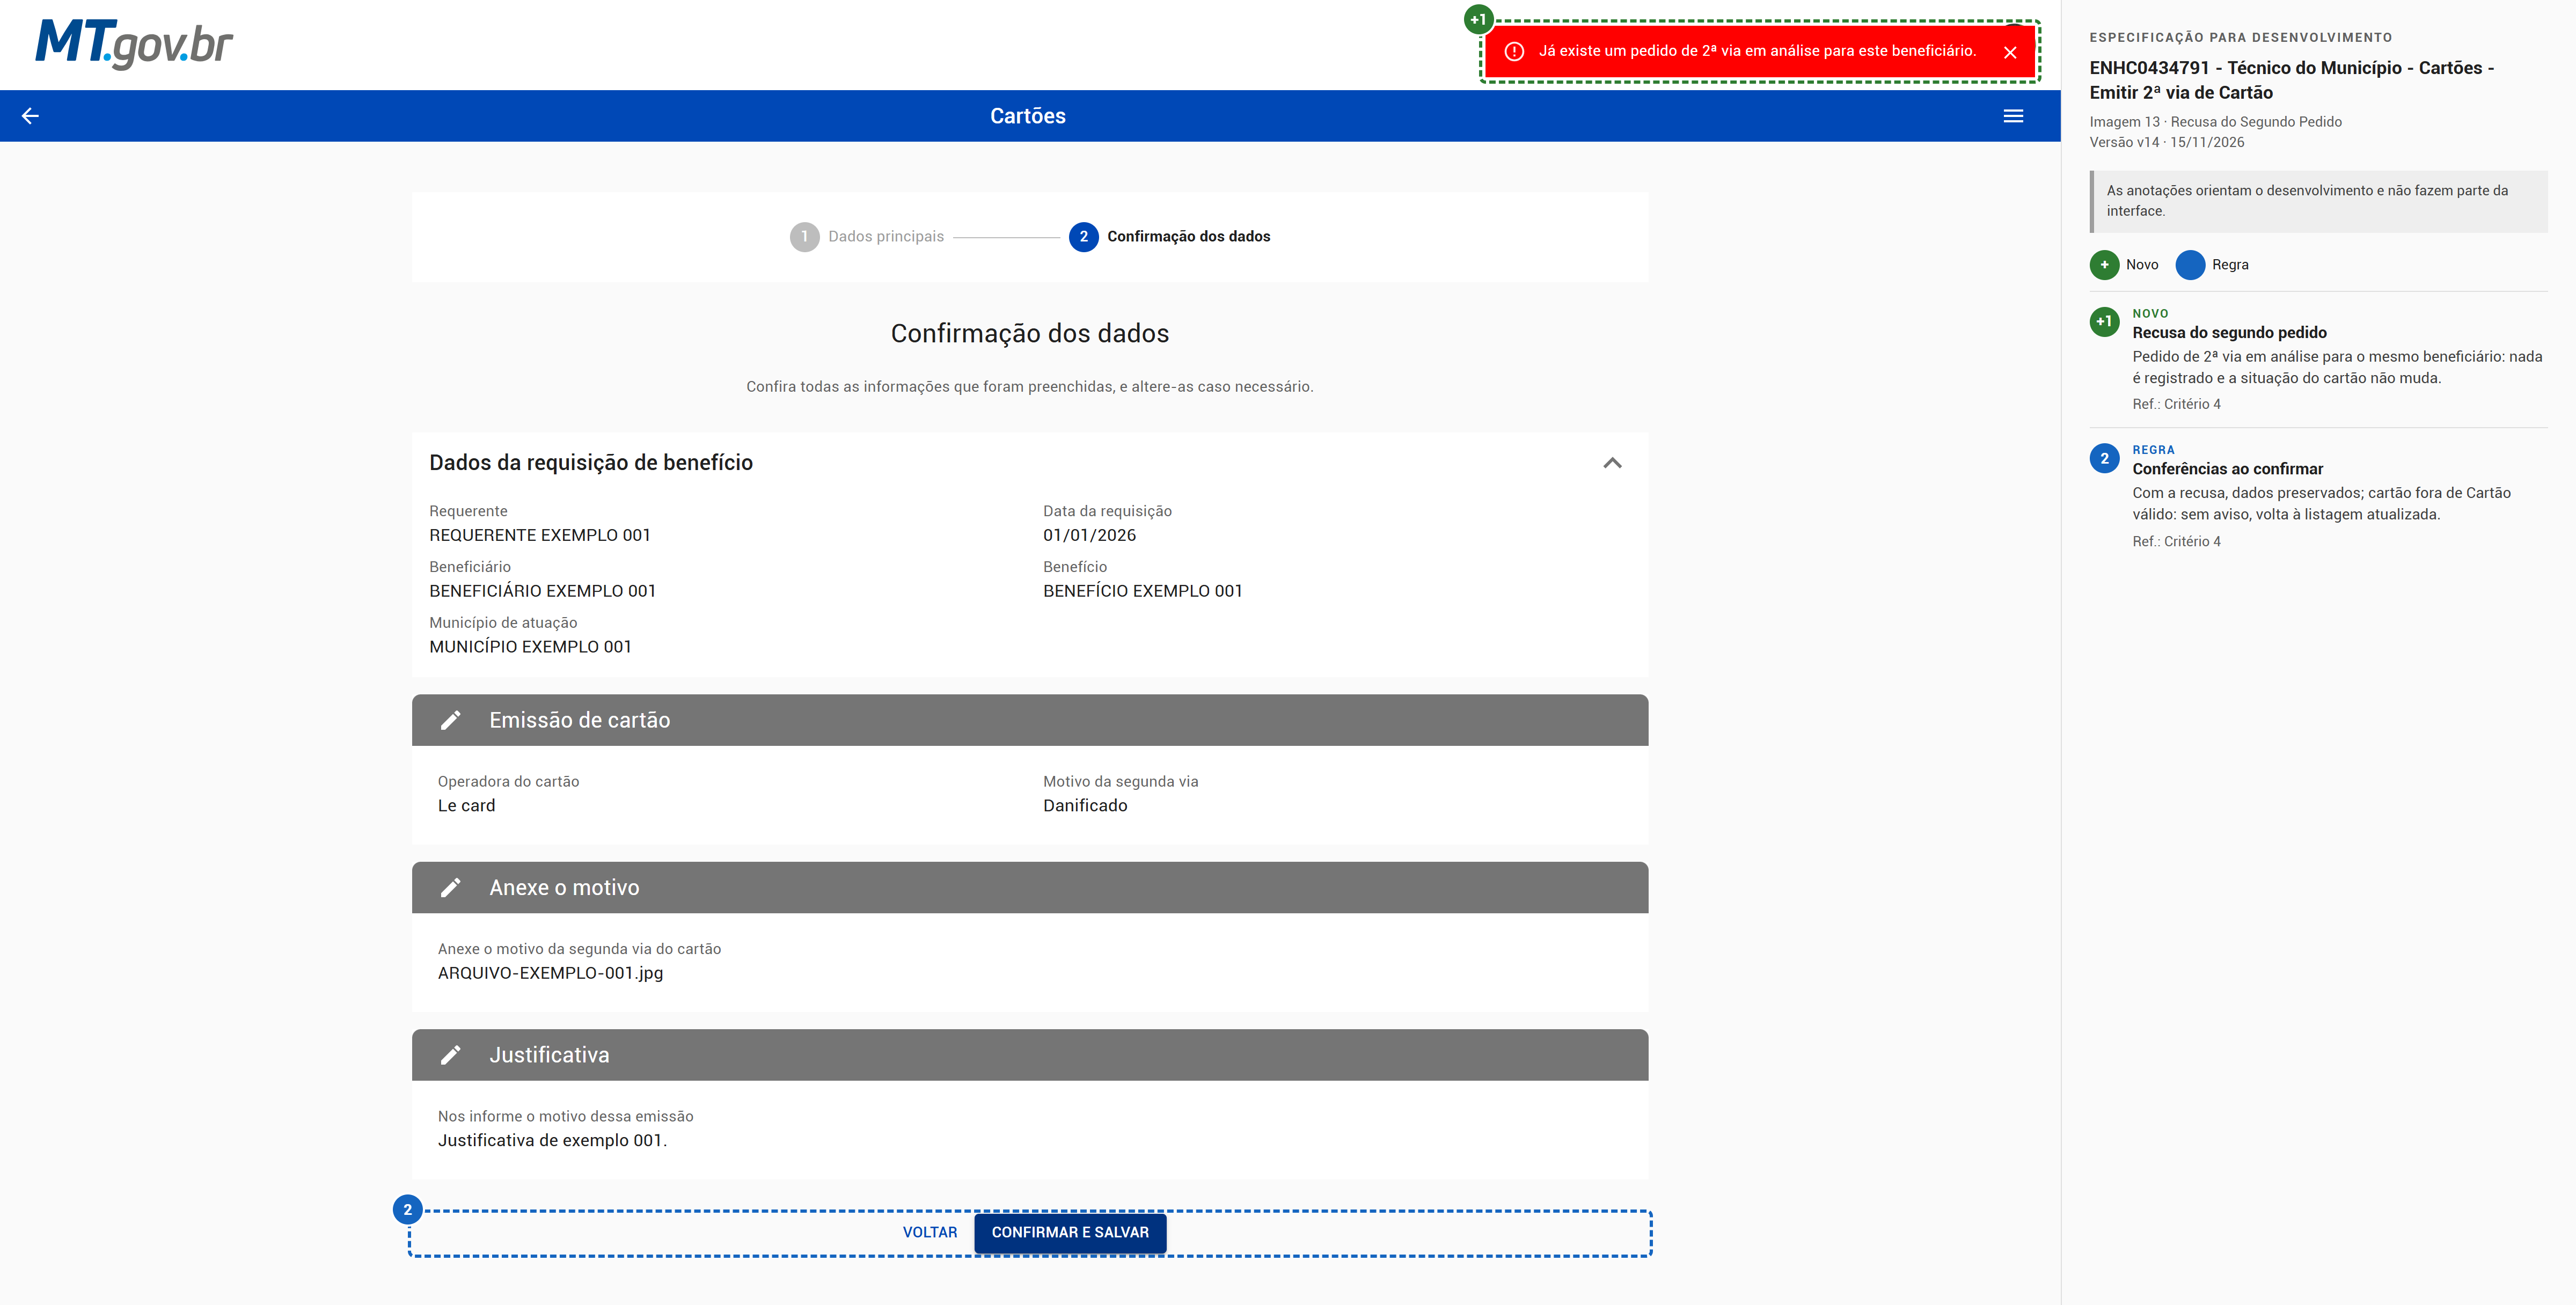 MT.gov.br
+1
Já existe um pedido de 2ª via em análise para este beneficiário.
Cartões
1 Dados principais
2 Confirmação dos dados
Confirmação dos dados
Confira todas as informações que foram preenchidas, e altere-as caso necessário.
Dados da requisição de benefício
Requerente
REQUERENTE EXEMPLO 001
Data da requisição
01/01/2026
Beneficiário
BENEFICIÁRIO EXEMPLO 001
Benefício
BENEFÍCIO EXEMPLO 001
Município de atuação
MUNICÍPIO EXEMPLO 001
Emissão de cartão
Operadora do cartão
Le card
Motivo da segunda via
Danificado
Anexe o motivo
Anexe o motivo da segunda via do cartão
ARQUIVO-EXEMPLO-001.jpg
Justificativa
Nos informe o motivo dessa emissão
Justificativa de exemplo 001.
2
VOLTAR
CONFIRMAR E SALVAR
ESPECIFICAÇÃO PARA DESENVOLVIMENTO
ENHC0434791 - Técnico do Município - Cartões -
Emitir 2ª via de Cartão
Imagem 13 · Recusa do Segundo Pedido
Versão v14 · 15/11/2026
As anotações orientam o desenvolvimento e não fazem parte da
interface.
+ Novo
Regra
+1
NOVO
Recusa do segundo pedido
Pedido de 2ª via em análise para o mesmo beneficiário: nada
é registrado e a situação do cartão não muda.
Ref.: Critério 4
2
REGRA
Conferências ao confirmar
Com a recusa, dados preservados; cartão fora de Cartão
válido: sem aviso, volta à listagem atualizada.
Ref.: Critério 4